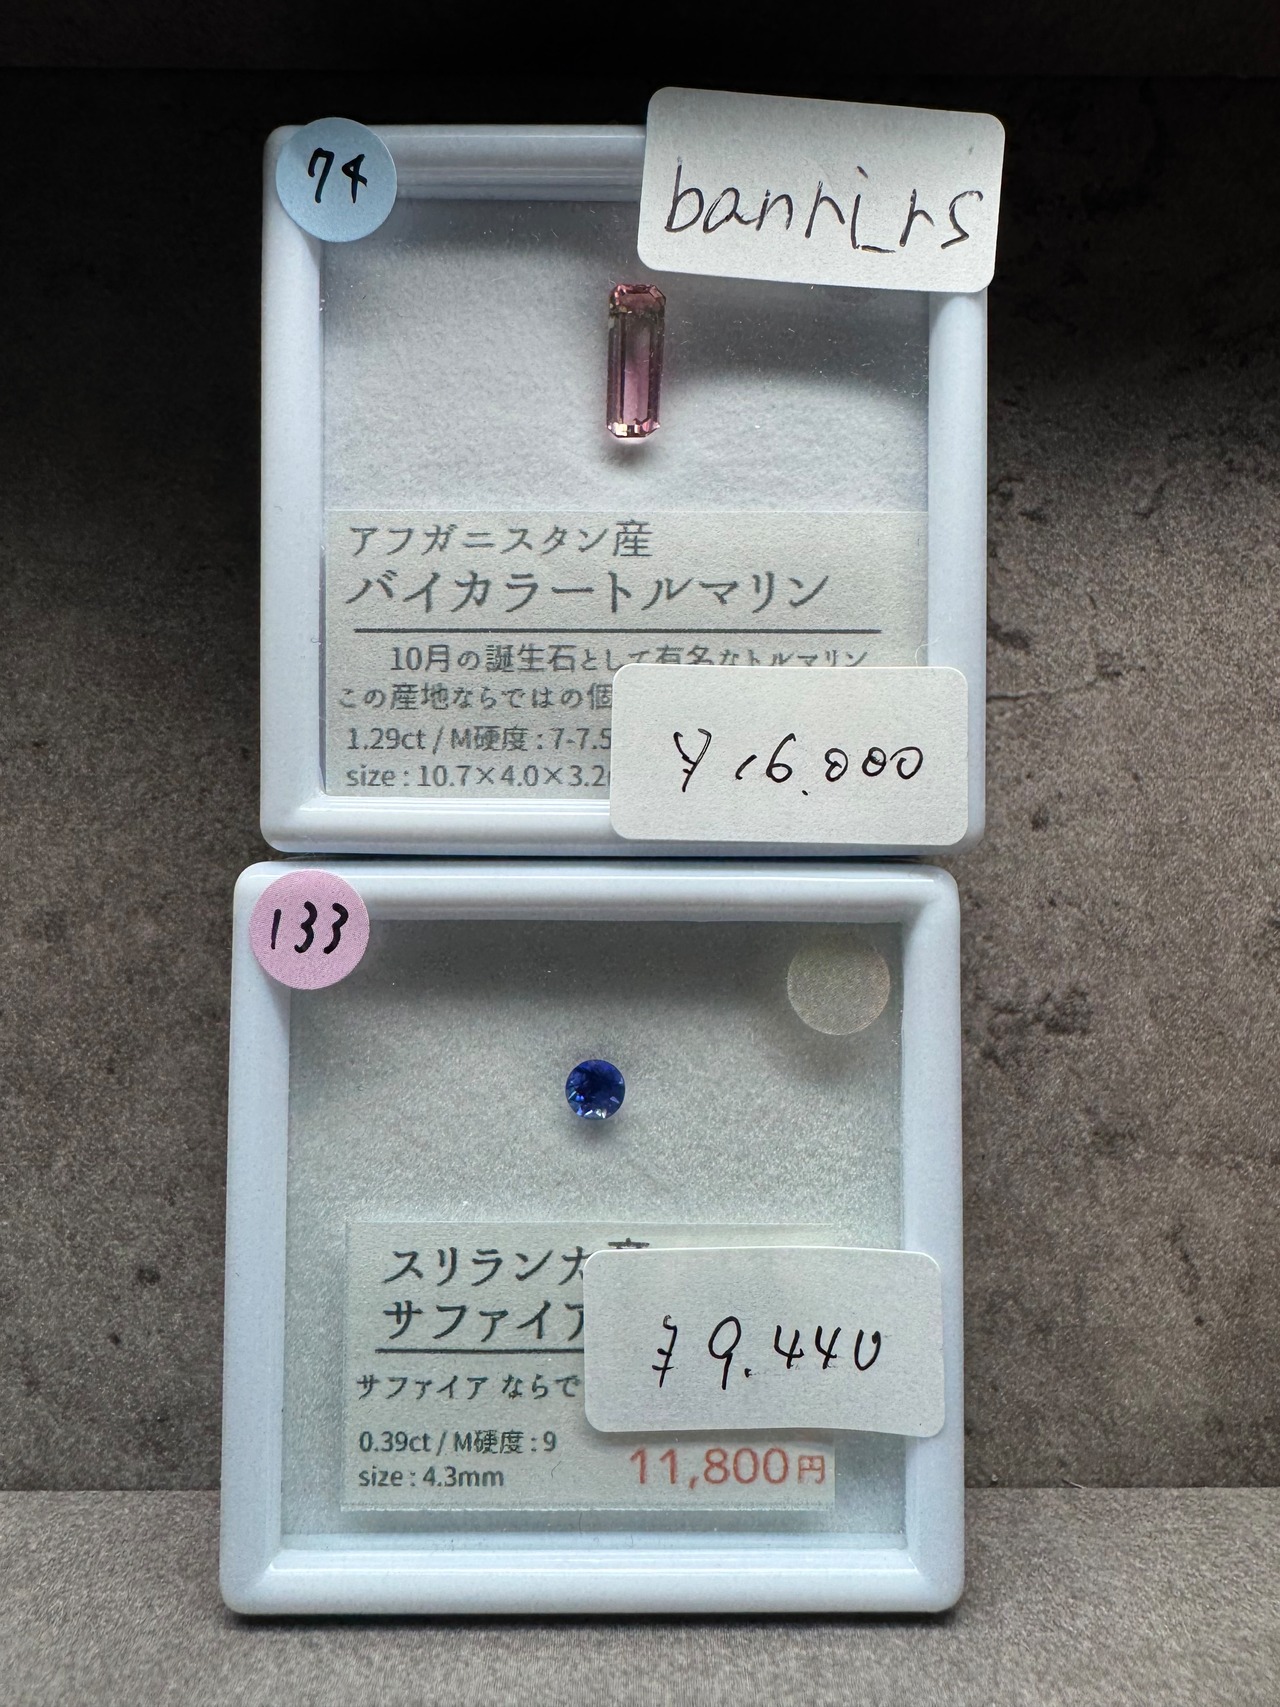 74
banri_rs
アフガニスタン産
バイカラートルマリン
10月の誕生石として有名なトルマリン
この産地ならではの個
1.29ct / M硬度 : 7-7.5
size : 10.7×4.0×3.2
¥16.000
133
スリランカ産
サファイア
サファイア ならで
¥9.440
0.39ct / M硬度 : 9
size : 4.3mm
11,800円